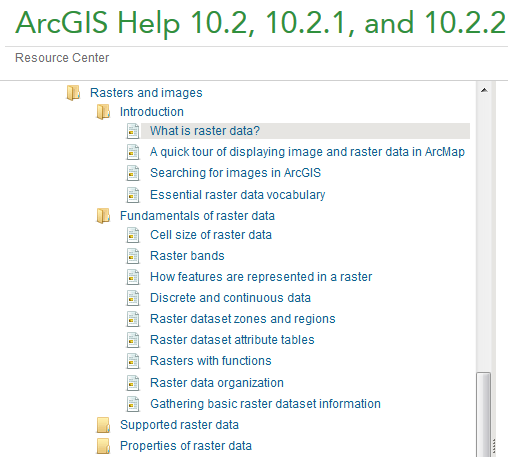 ArcGIS Help 10.2, 10.2.1, and 10.2.2
Resource Center
Rasters and images
Introduction
What is raster data?
A quick tour of displaying image and raster data in ArcMap
Searching for images in ArcGIS
Essential raster data vocabulary
Fundamentals of raster data
Cell size of raster data
Raster bands
How features are represented in a raster
Discrete and continuous data
Raster dataset zones and regions
Raster dataset attribute tables
Rasters with functions
Raster data organization
Gathering basic raster dataset information
Supported raster data
Properties of raster data